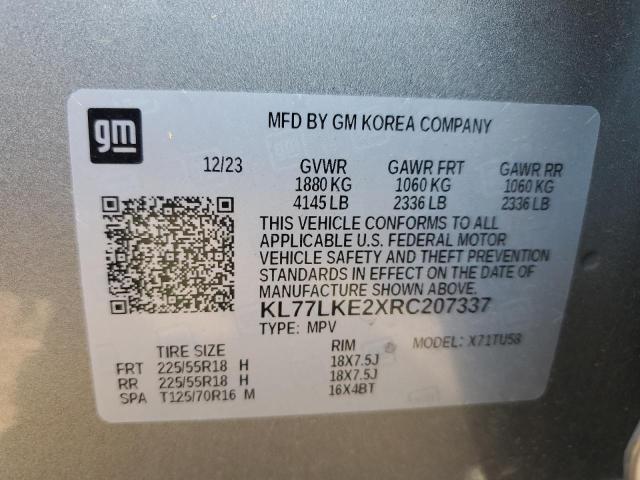 gm
MFD BY GM KOREA COMPANY
12/23 GVWR GAWR FRT GAWR RR
1880 KG 1060 KG 1060 KG
4145 LB 2336 LB 2336 LB
THIS VEHICLE CONFORMS TO ALL
APPLICABLE U.S. FEDERAL MOTOR
VEHICLE SAFETY AND THEFT PREVENTION
STANDARDS IN EFFECT ON THE DATE OF
MANUFACTURE SHOWN ABOVE.
KL77LKE2XRC207337
TYPE: MPV MODEL: X71TU58
TIRE SIZE RIM
FRT 225/55R18 H 18X7.5J
RR 225/55R18 H 18X7.5J
SPA T125/70R16 M 16X4BT